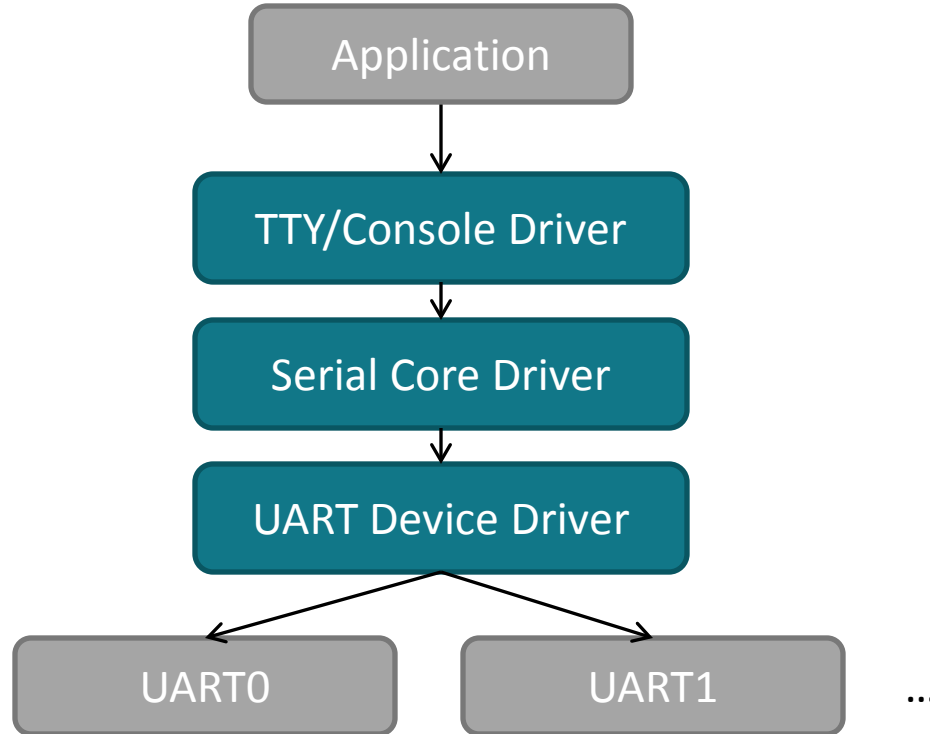 Application
TTY/Console Driver
Serial Core Driver
UART Device Driver
UART0
UART1
...